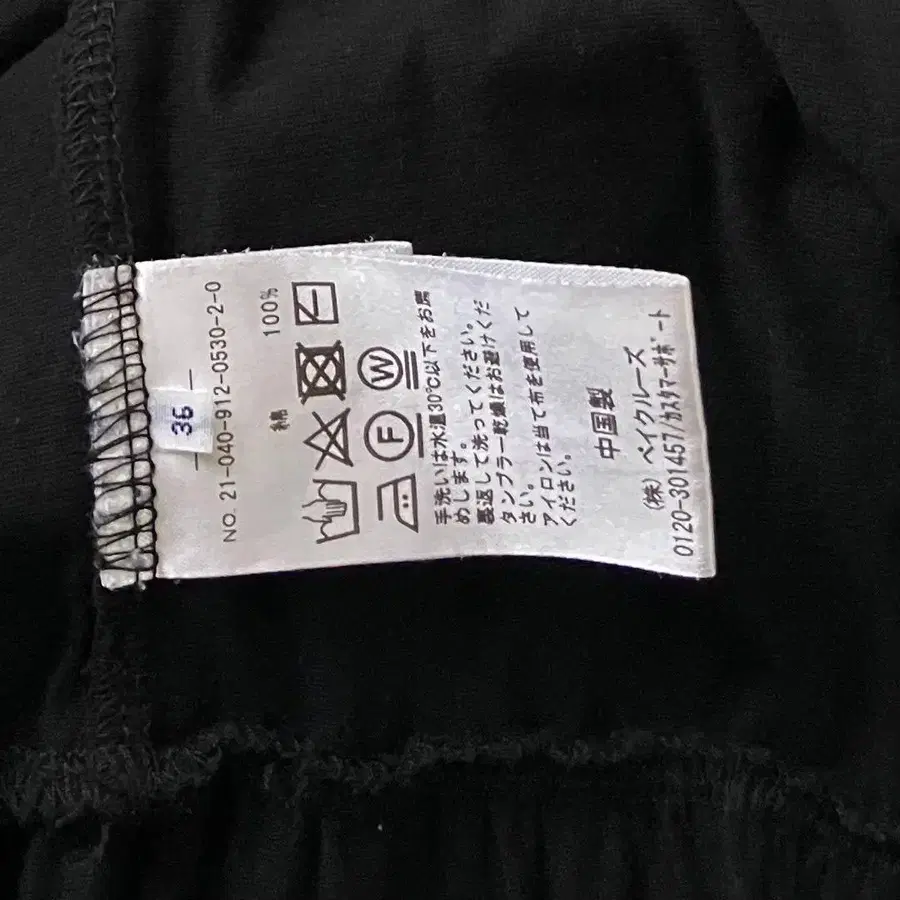 36
NO. 21-040-912-0530-2-0
綿 100%
W
F
手洗いは水温30℃以下をお薦
めします。
裏返して洗ってください。
タンブラー乾燥はお避けくだ
さい。
アイロンは当て布を使用して
ください。
中国製
(株) ベイクルーズ
0120-301457/カスタマーサポート